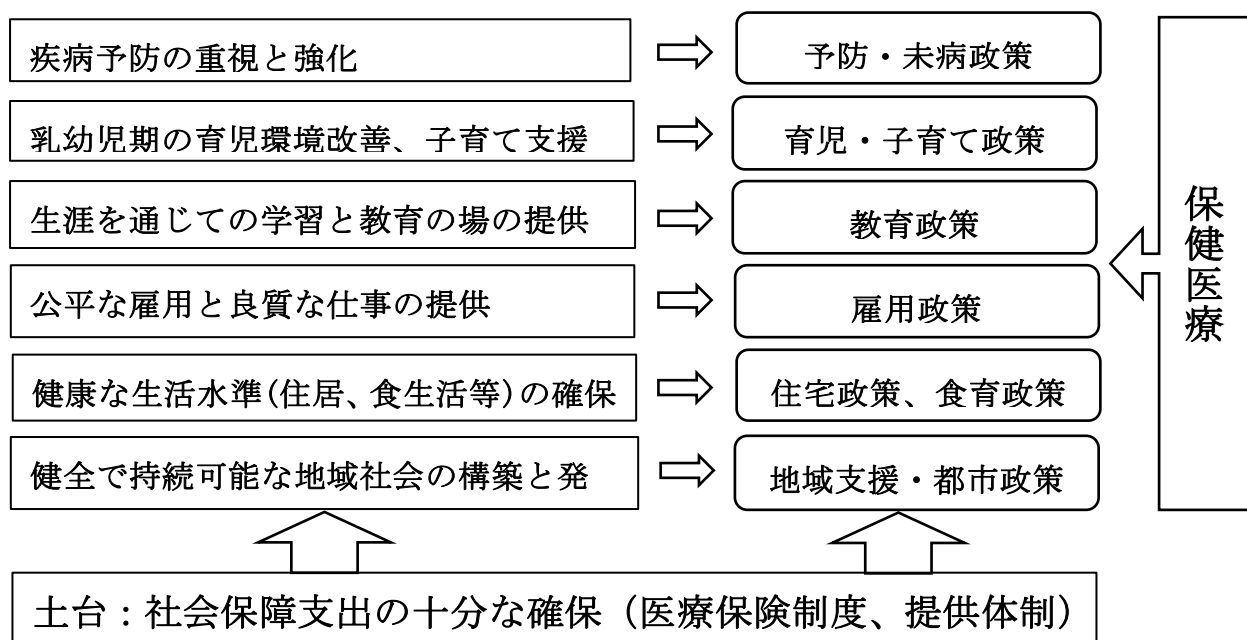 疾病予防の重視と強化
予防・未病政策
乳幼児期の育児環境改善、子育て支援
育児・子育て政策
生涯を通じての学習と教育の場の提供
教育政策
公平な雇用と良質な仕事の提供
雇用政策
健康な生活水準(住居、食生活等)の確保
住宅政策、食育政策
健全で持続可能な地域社会の構築と発
地域支援・都市政策
保健医療
土台：社会保障支出の十分な確保（医療保険制度、提供体制）